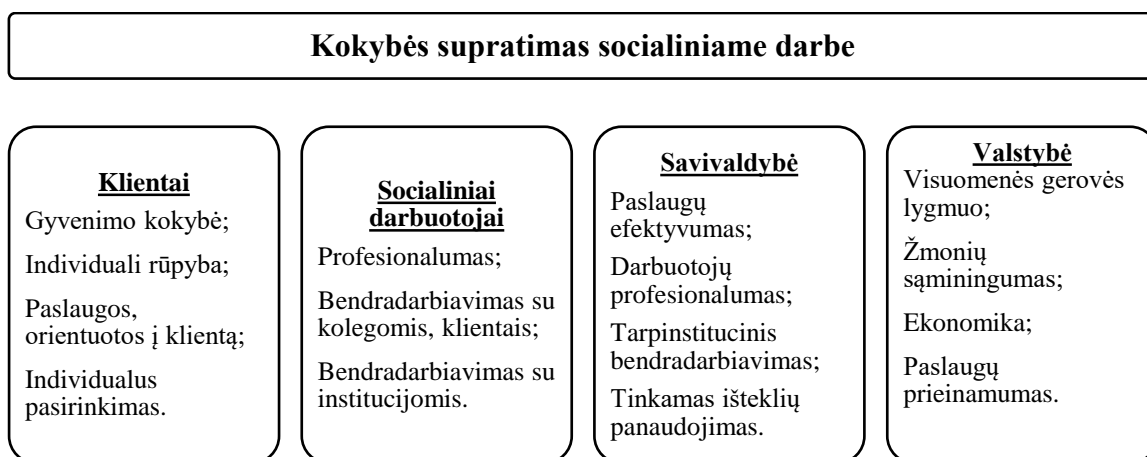 Kokybės supratimas socialiniame darbe
Klientai
Gyvenimo kokybė;
Individuali rūpyba;
Paslaugos,
orientuotos į klientą;
Individualus
pasirinkimas.
Socialiniai
darbuotojai
Profesionalumas;
Bendradarbiavimas su
kolegomis, klientais;
Bendradarbiavimas su
institucijomis.
Savivaldybė
Paslaugų
efektyvumas;
Darbuotojų
profesionalumas;
Tarpinstitucinis
bendradarbiavimas;
Tinkamas išteklių
panaudojimas.
Valstybė
Visuomenės gerovės
lygmuo;
Žmonių
sąminingumas;
Ekonomika;
Paslaugų
prieinamumas.